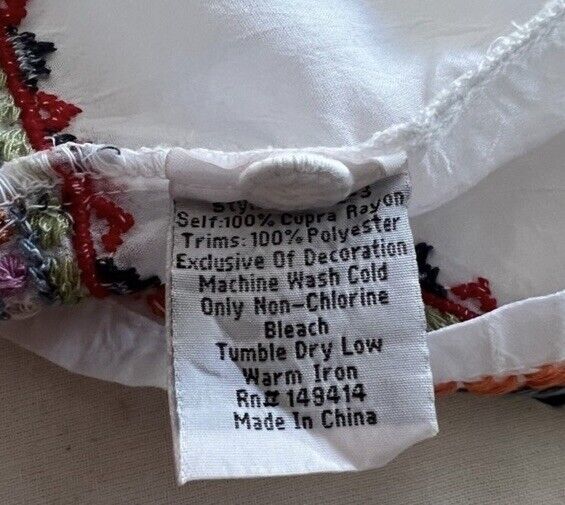 Self:100% Cupra Rayon
Trims: 100% Polyester
Exclusive Of Decoration
Machine Wash Cold
Only Non-Chlorine
Bleach
Tumble Dry Low
Warm Iron
Rn# 149414
Made In China